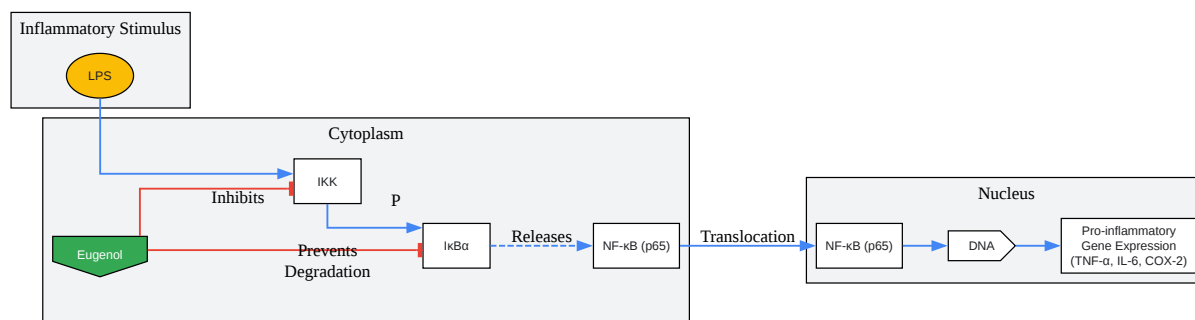 Inflammatory Stimulus
LPS
Cytoplasm
IKK
Inhibits
P
Eugenol
Prevents
Degradation
IκBα
Releases
NF-κB (p65)
Translocation
Nucleus
NF-κB (p65)
DNA
Pro-inflammatory
Gene Expression
(TNF-α, IL-6, COX-2)